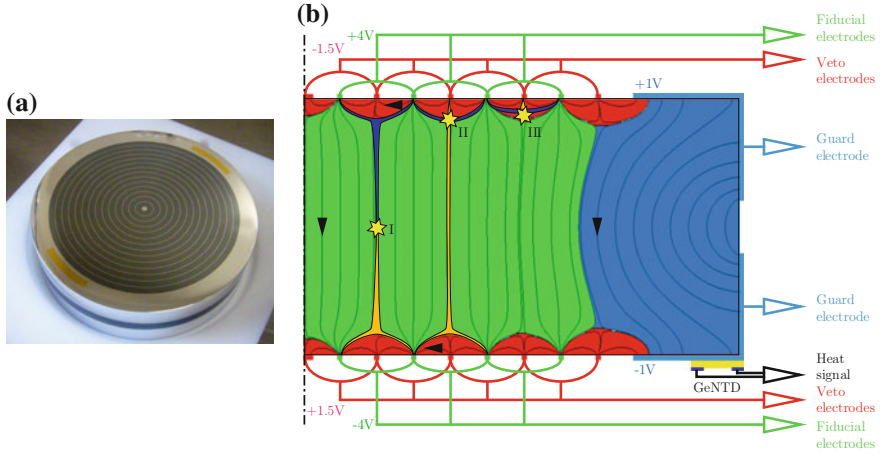 (a)
(b)
+4V
-1.5V
Fiducial
electrodes
Veto
electrodes
+1V
Guard
electrode
I
II
III
Guard
electrode
-1V
GeNTD
Heat
signal
+1.5V
-4V
Veto
electrodes
Fiducial
electrodes